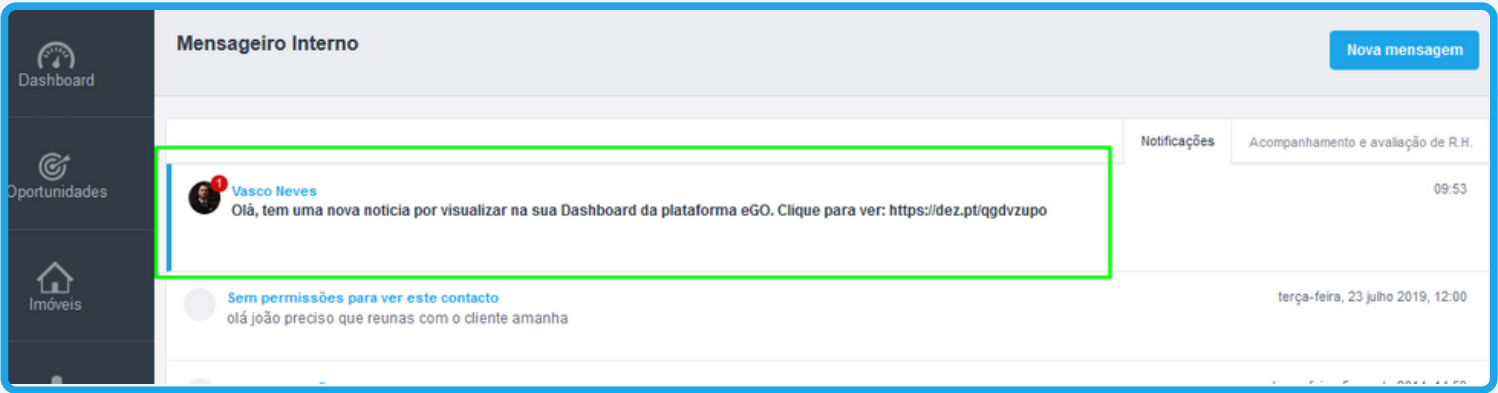 Mensageiro Interno
Nova mensagem
Dashboard
Oportunidades
Imóveis
Notificações
Acompanhamento e avaliação de R.H.
1
Vasco Neves
09:53
Olá, tem uma nova noticia por visualizar na sua Dashboard da plataforma eGO. Clique para ver: https://dez.pt/qgdvzupo
Sem permissões para ver este contacto
terça-feira, 23 julho 2019, 12:00
olá joão preciso que reunas com o cliente amanha